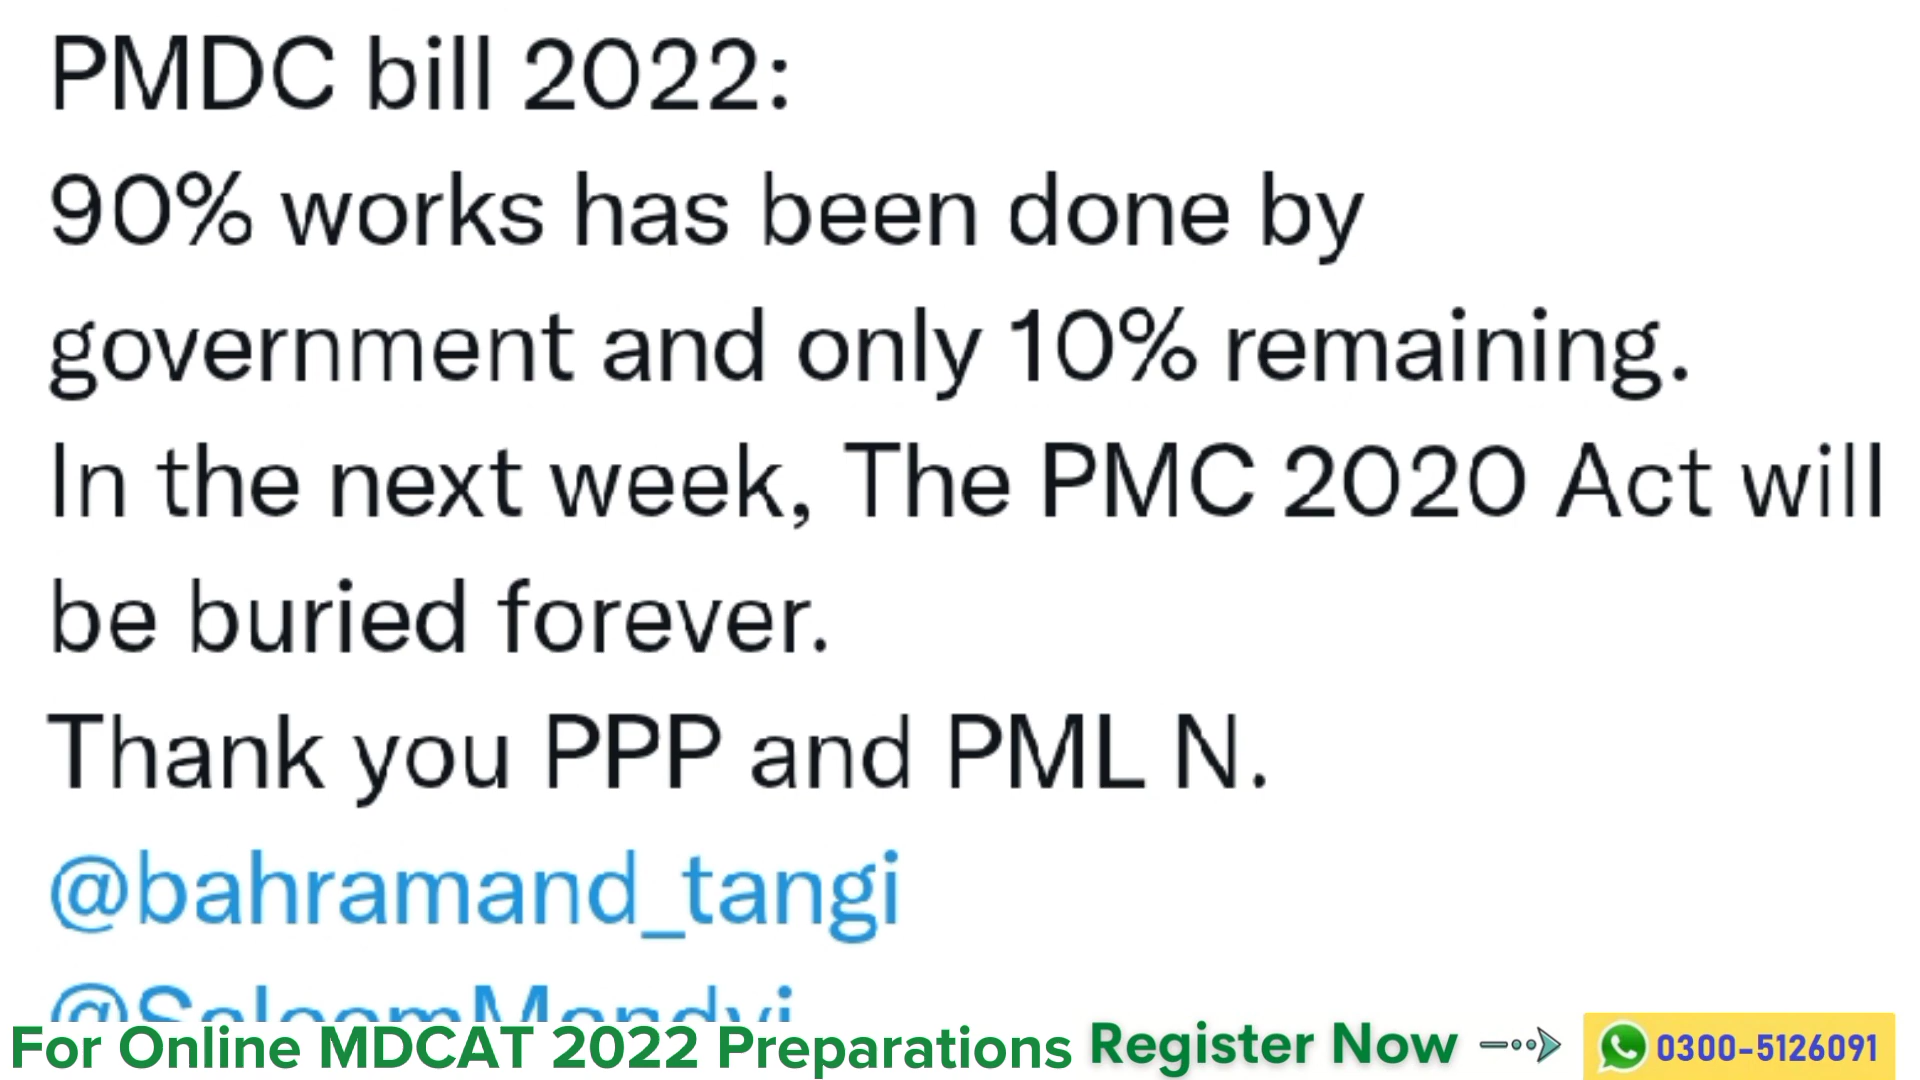 PMDC bill 2022:
90% works has been done by
government and only 10% remaining.
In the next week, The PMC 2020 Act will
be buried forever.
Thank you PPP and PML N.
@bahramand_tangi
@SaleemMandvi
For Online MDCAT 2022 Preparations Register Now 0300-5126091